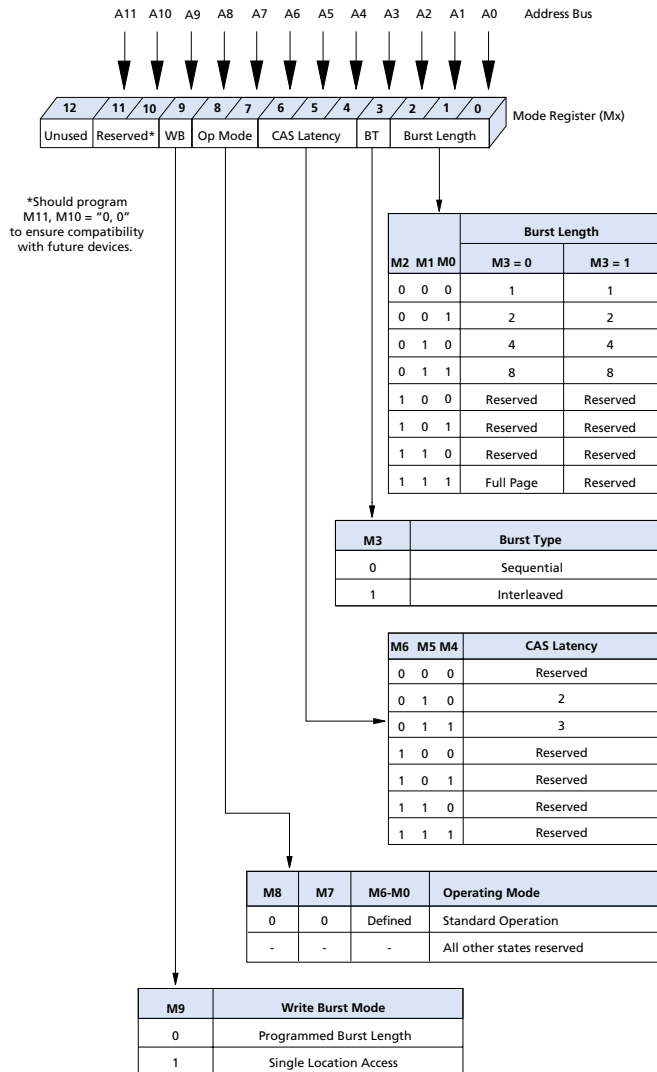 A11 A10 A9 A8 A7 A6 A5 A4 A3 A2 A1 A0 Address Bus
12 11 10 9 8 7 6 5 4 3 2 1 0
Mode Register (Mx)
Unused Reserved* WB Op Mode CAS Latency BT Burst Length
*Should program
M11, M10 = “0, 0”
to ensure compatibility
with future devices.
Burst Length
M2 M1 M0 M3 = 0 M3 = 1
0 0 0 1 1
0 0 1 2 2
0 1 0 4 4
0 1 1 8 8
1 0 0 Reserved Reserved
1 0 1 Reserved Reserved
1 1 0 Reserved Reserved
1 1 1 Full Page Reserved
M3 Burst Type
0 Sequential
1 Interleaved
M6 M5 M4 CAS Latency
0 0 0 Reserved
0 1 0 2
0 1 1 3
1 0 0 Reserved
1 0 1 Reserved
1 1 0 Reserved
1 1 1 Reserved
M8 M7 M6-M0 Operating Mode
0 0 Defined Standard Operation
- - - All other states reserved
M9 Write Burst Mode
0 Programmed Burst Length
1 Single Location Access